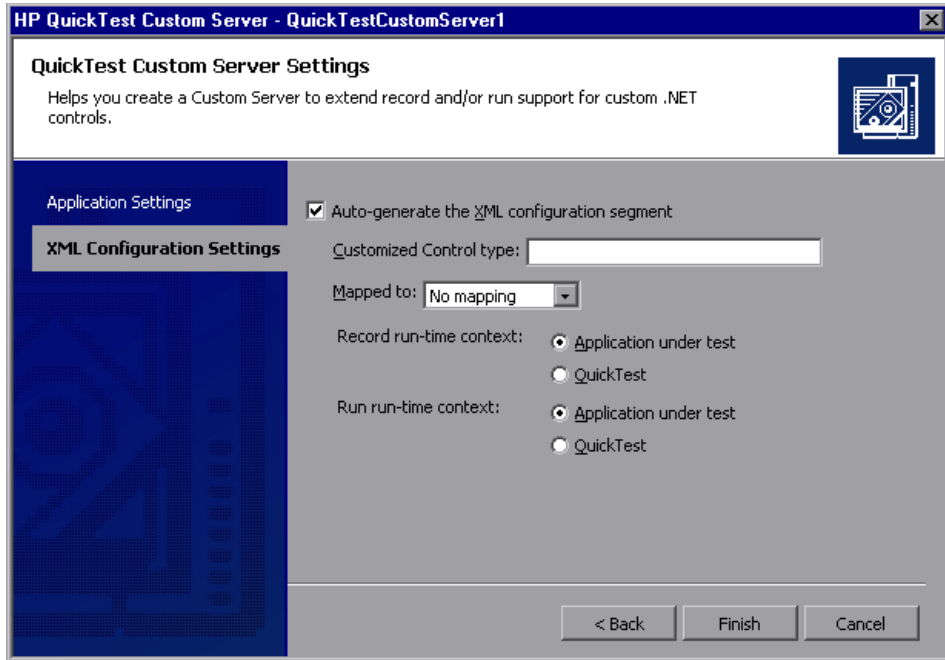 HP QuickTest Custom Server - QuickTestCustomServer1
QuickTest Custom Server Settings
Helps you create a Custom Server to extend record and/or run support for custom .NET
controls.
Application Settings
XML Configuration Settings
Auto-generate the XML configuration segment
Customized Control type:
Mapped to: No mapping
Record run-time context: Application under test
QuickTest
Run run-time context: Application under test
QuickTest
< Back Finish Cancel